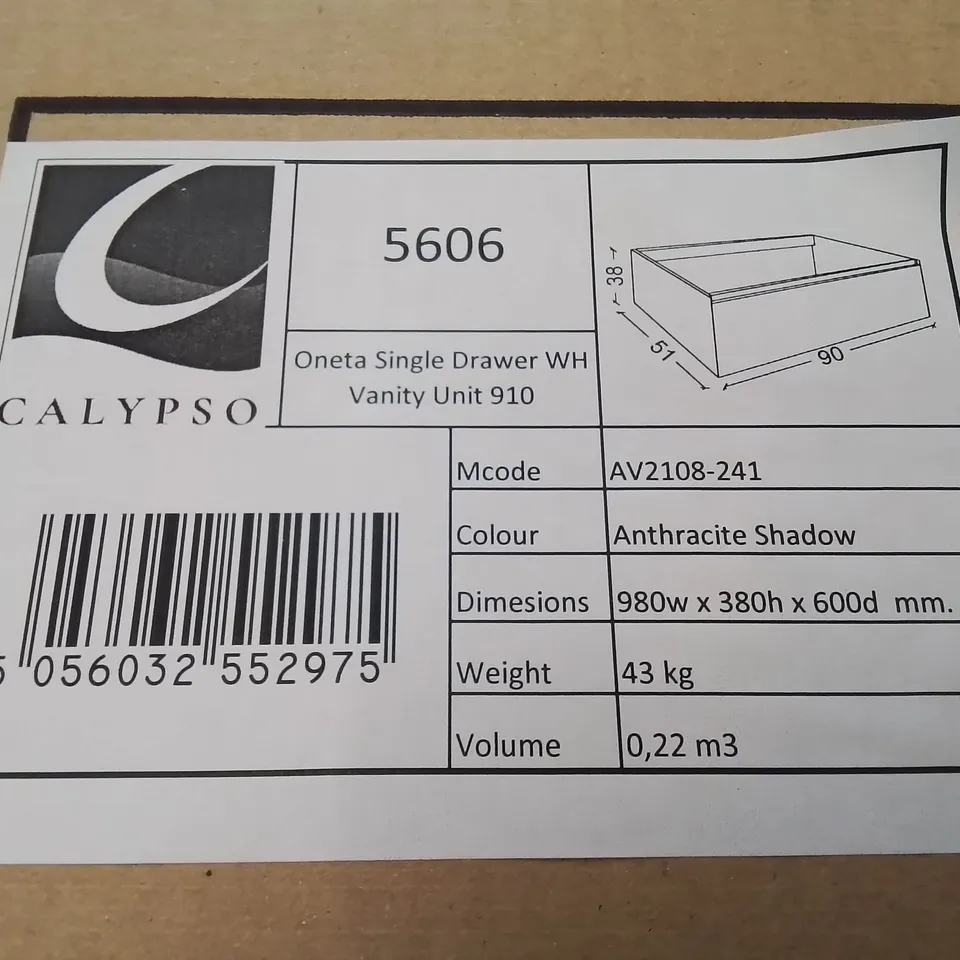 CALYPSO
5606
Oneta Single Drawer WH
Vanity Unit 910
38
51
90
Mcode AV2108-241
Colour Anthracite Shadow
Dimesions 980w x 380h x 600d mm.
Weight 43 kg
Volume 0,22 m3
5 056032 552975